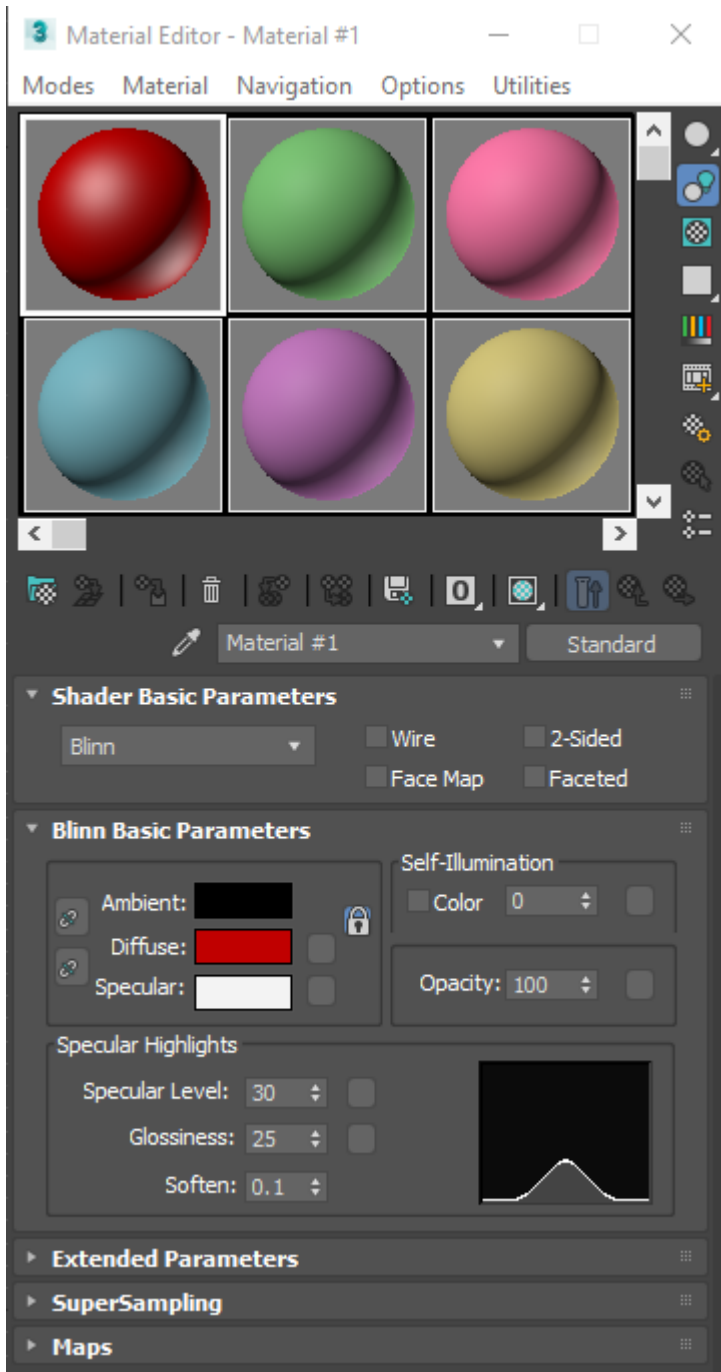 3 Material Editor - Material #1
Modes Material Navigation Options Utilities
0
Material #1 Standard
Shader Basic Parameters
Blinn Wire 2-Sided
Face Map Faceted
Blinn Basic Parameters
Self-Illumination
Ambient: Color 0
Diffuse:
Specular: Opacity: 100
Specular Highlights
Specular Level: 30
Glossiness: 25
Soften: 0.1
Extended Parameters
SuperSampling
Maps